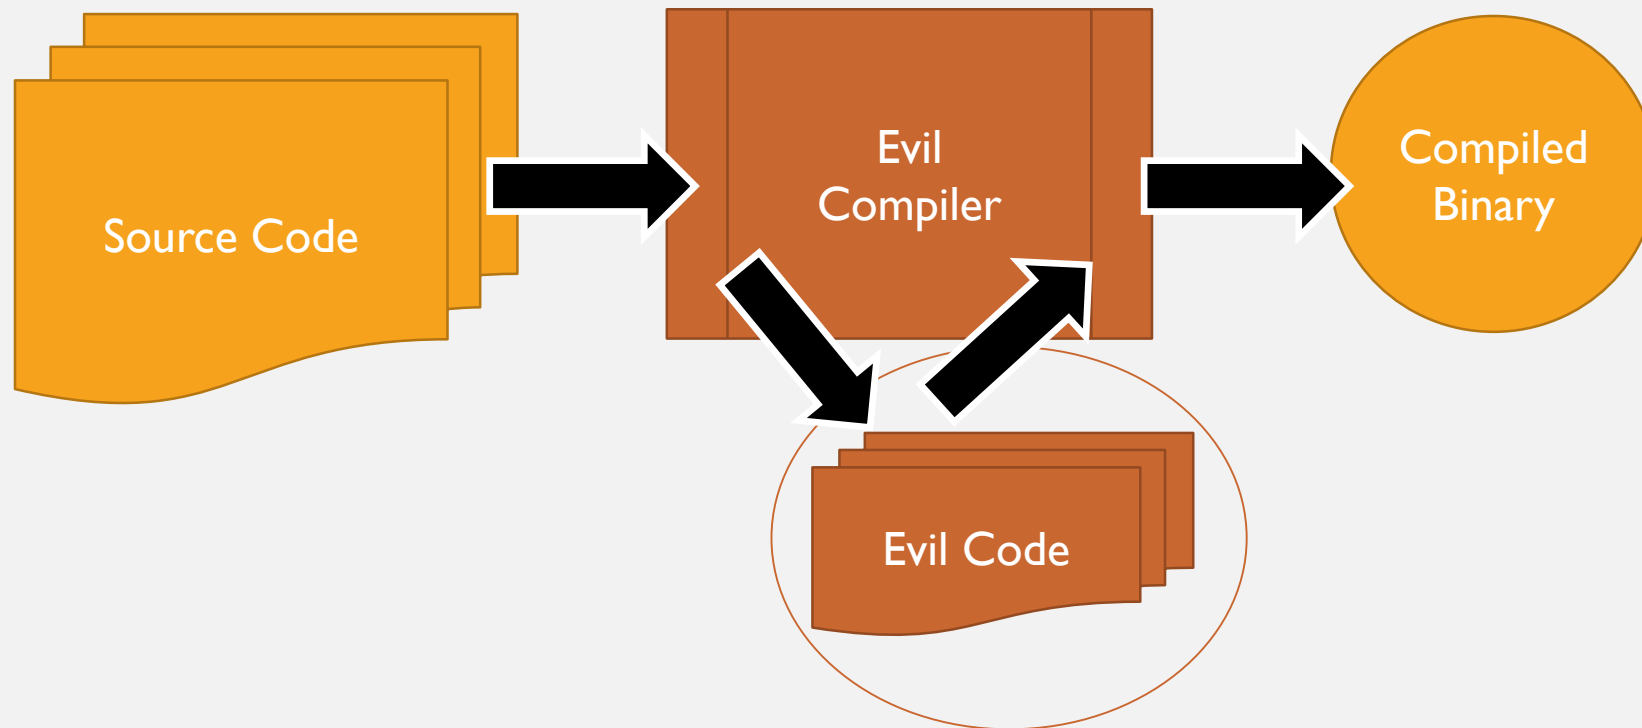 Source Code
Evil
Compiler
Compiled
Binary
Evil Code